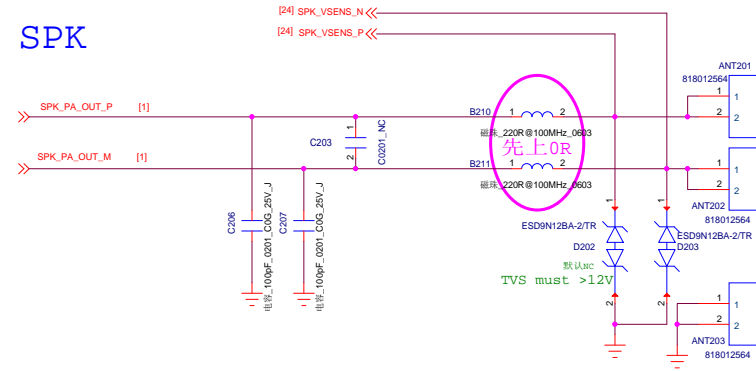 [24] SPK_VSENS_N
[24] SPK_VSENS_P
SPK
ANT201
818012564
1
1
2
2
SPK_PA_OUT_P [1]
B210 1 2
磁珠_220R@100MHz_0603
先上0R
C203
1
2
C0201_NC
SPK_PA_OUT_M [1]
B211 1 2
磁珠_220R@100MHz_0603
1
1
2
2
ANT202
818012564
C206
电容_100pF_0201_C0G_25V_J
C207
电容_100pF_0201_C0G_25V_J
1
1
ESD9N12BA-2/TR
D202
ESD9N12BA-2/TR
D203
默认NC
TVS must >12V
2
2
1
1
2
2
ANT203
818012564